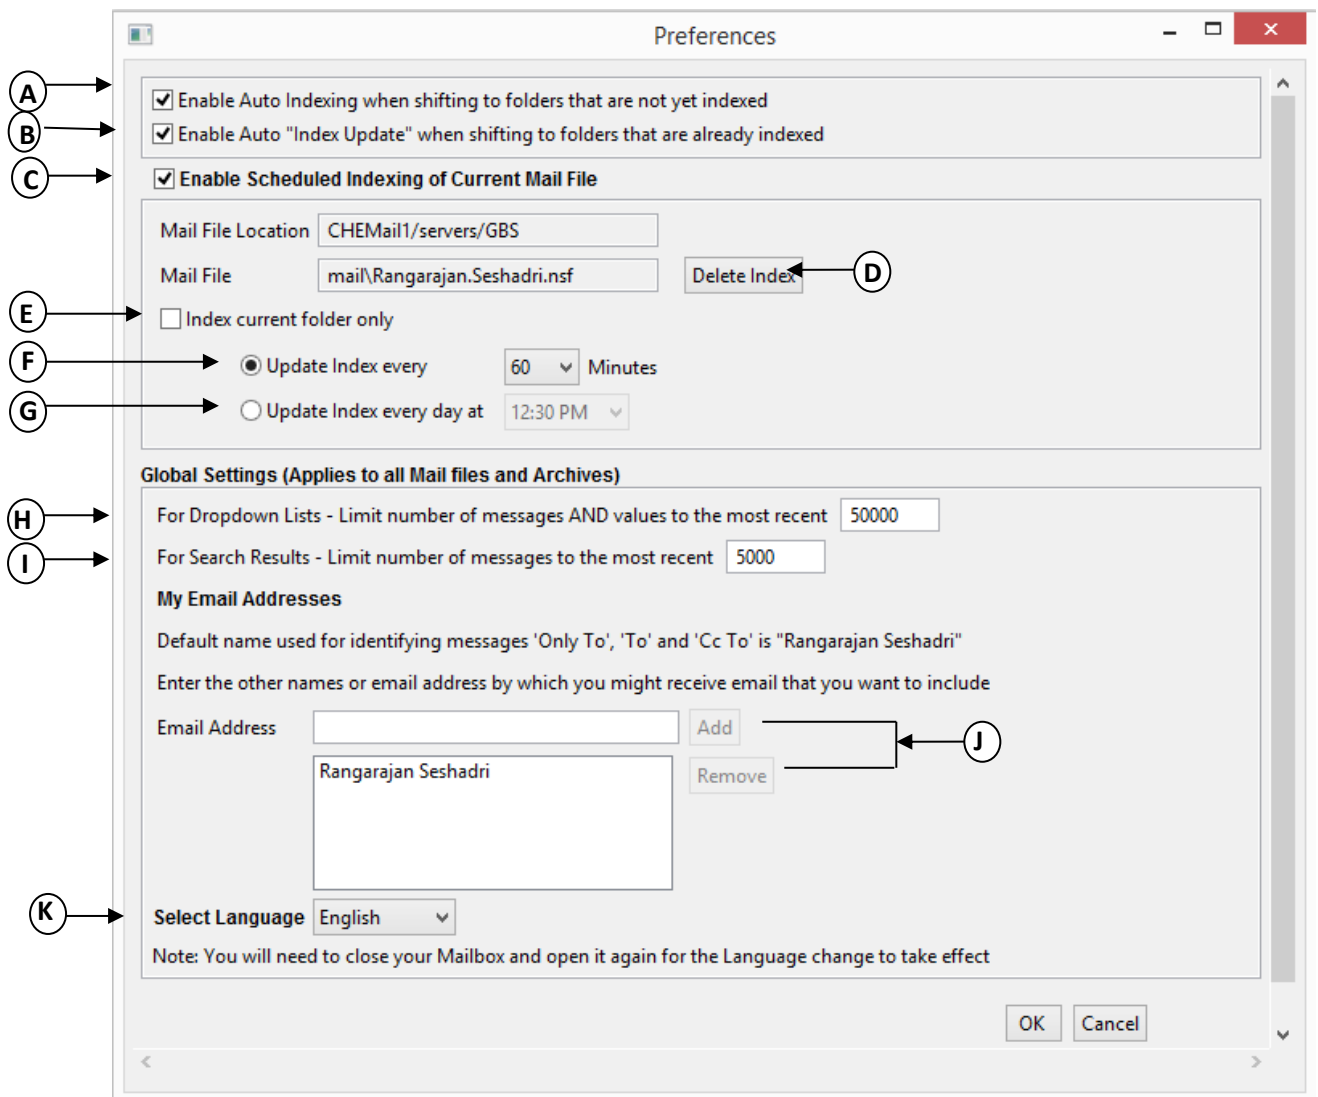 Preferences
A
Enable Auto Indexing when shifting to folders that are not yet indexed
B
Enable Auto "Index Update" when shifting to folders that are already indexed
C
Enable Scheduled Indexing of Current Mail File
Mail File Location CHEMail1/servers/GBS
Mail File mail\Rangarajan.Seshadri.nsf Delete Index D
E
Index current folder only
F
Update Index every 60 Minutes
G
Update Index every day at 12:30 PM
Global Settings (Applies to all Mail files and Archives)
H
For Dropdown Lists - Limit number of messages AND values to the most recent 50000
I
For Search Results - Limit number of messages to the most recent 5000
My Email Addresses
Default name used for identifying messages 'Only To', 'To' and 'Cc To' is "Rangarajan Seshadri"
Enter the other names or email address by which you might receive email that you want to include
Email Address Add
J
Rangarajan Seshadri Remove
K
Select Language English
Note: You will need to close your Mailbox and open it again for the Language change to take effect
OK Cancel